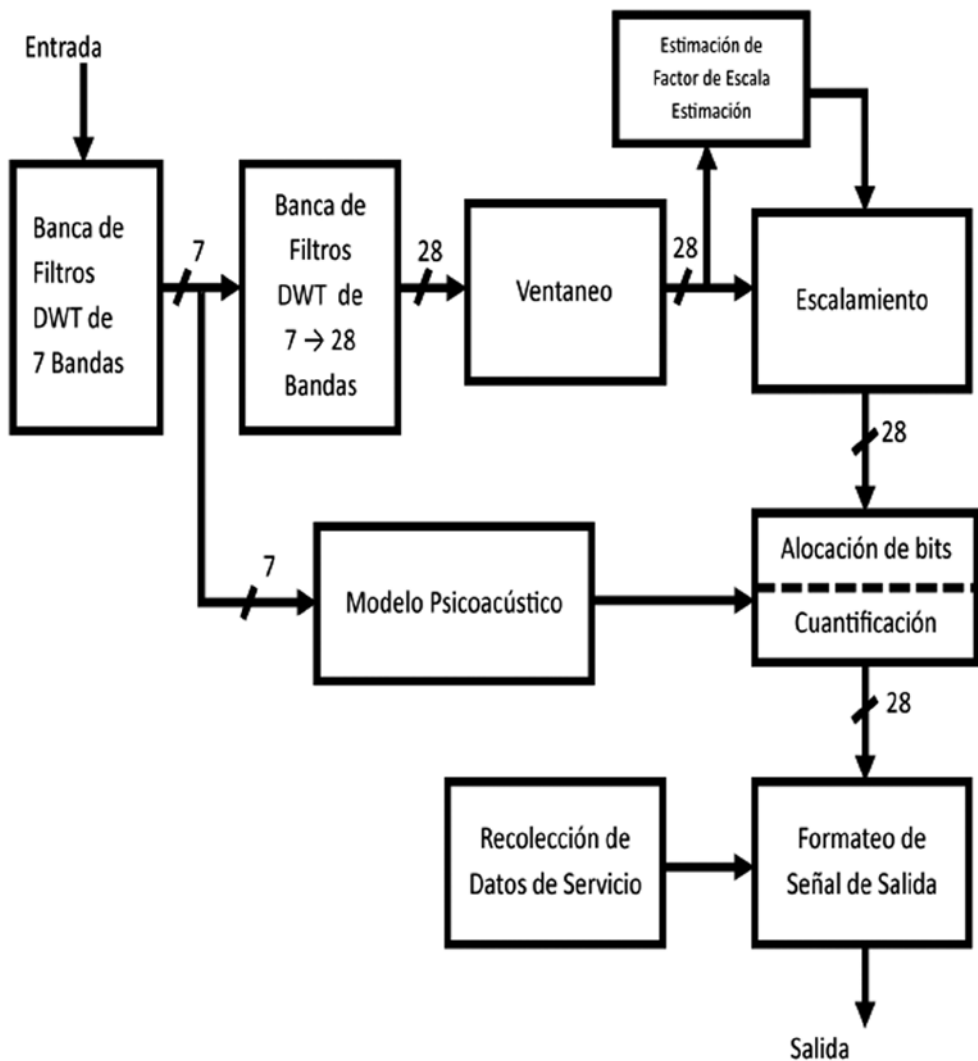 Entrada
Estimación de
Factor de Escala
Estimación
Banca de
Filtros
DWT de
7 Bandas
7
Banca de
Filtros
DWT de
7 → 28
Bandas
28
Ventaneo
28
Escalamiento
28
7
Modelo Psicoacústico
Alocación de bits
Cuantificación
28
Recolección de
Datos de Servicio
Formateo de
Señal de Salida
Salida